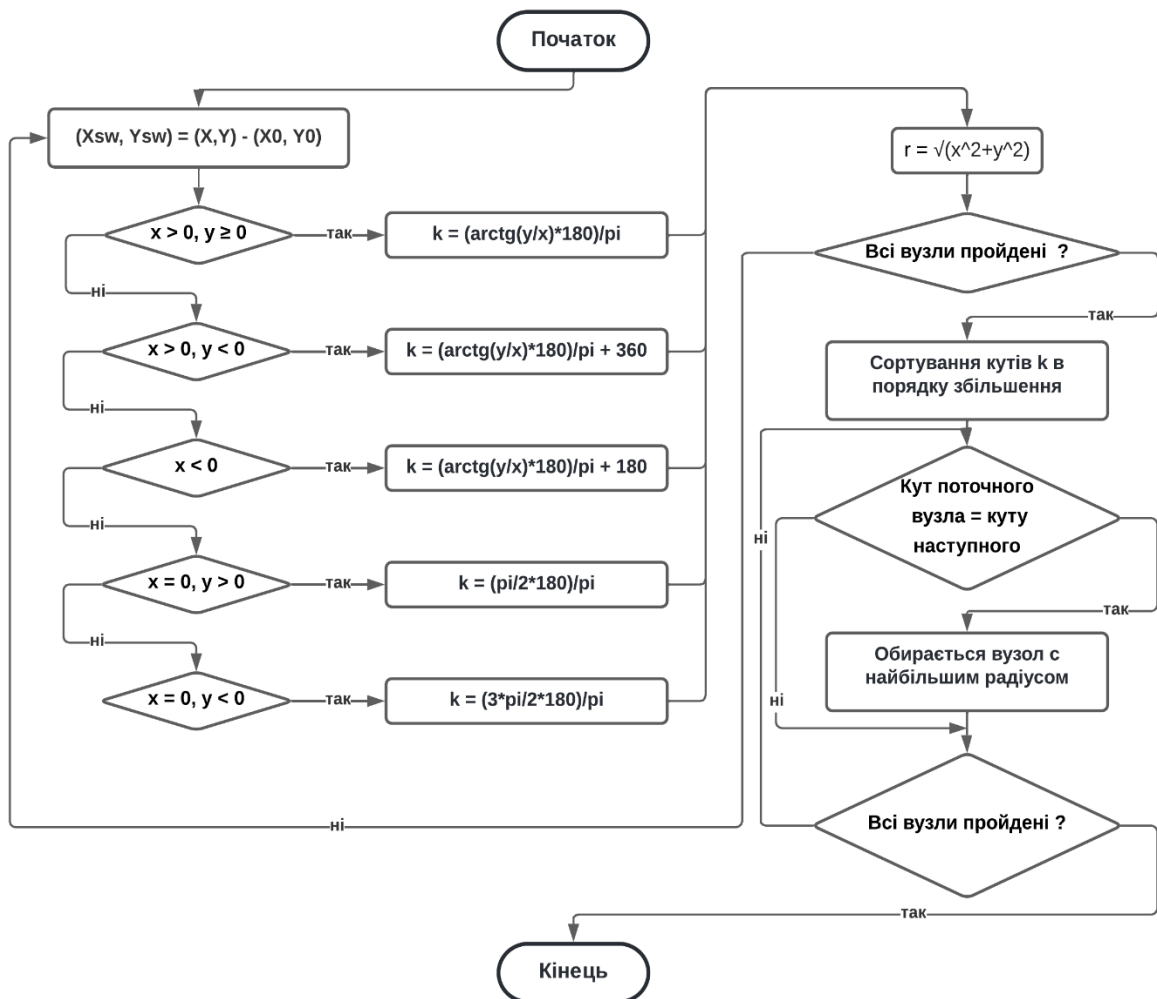 Початок
(Xsw, Ysw) = (X,Y) - (X0, Y0)
x > 0, y ≥ 0
так
k = (arctg(y/x)*180)/pi
ні
x > 0, y < 0
так
k = (arctg(y/x)*180)/pi + 360
ні
x < 0
так
k = (arctg(y/x)*180)/pi + 180
ні
x = 0, y > 0
так
k = (pi/2*180)/pi
ні
x = 0, y < 0
так
k = (3*pi/2*180)/pi
r = √(x^2+y^2)
Всі вузли пройдені ?
ні
так
Сортування кутів k в
порядку збільшення
Кут поточного
вузла = куту
наступного
ні
так
Обирається вузол с
найбільшим радіусом
ні
Всі вузли пройдені ?
так
Кінець